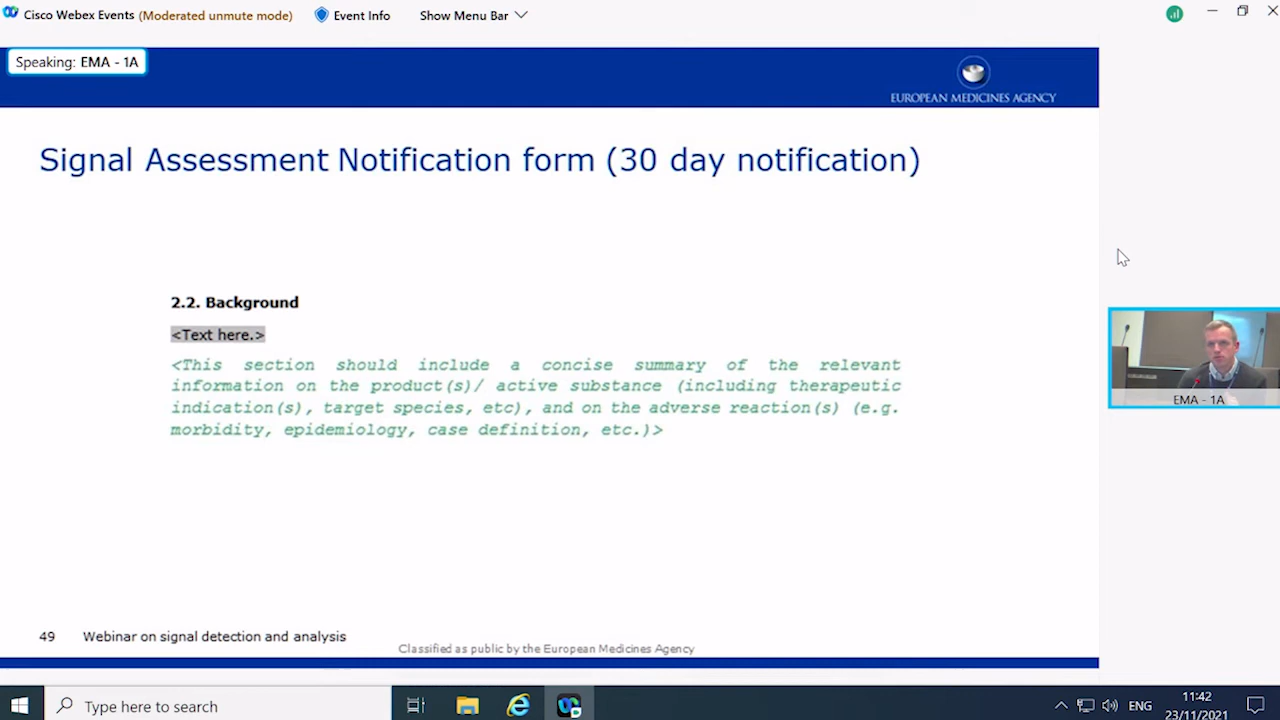 Cisco Webex Events (Moderated unmute mode) Event Info Show Menu Bar
Speaking: EMA - 1A
EUROPEAN MEDICINES AGENCY
Signal Assessment Notification form (30 day notification)
2.2. Background
<Text here.>
<This section should include a concise summary of the relevant
information on the product(s)/ active substance (including therapeutic
indication(s), target species, etc), and on the adverse reaction(s) (e.g.
morbidity, epidemiology, case definition, etc.)>
EMA - 1A
49 Webinar on signal detection and analysis
Classified as public by the European Medicines Agency
Type here to search
ENG
11:42
23/11/2021